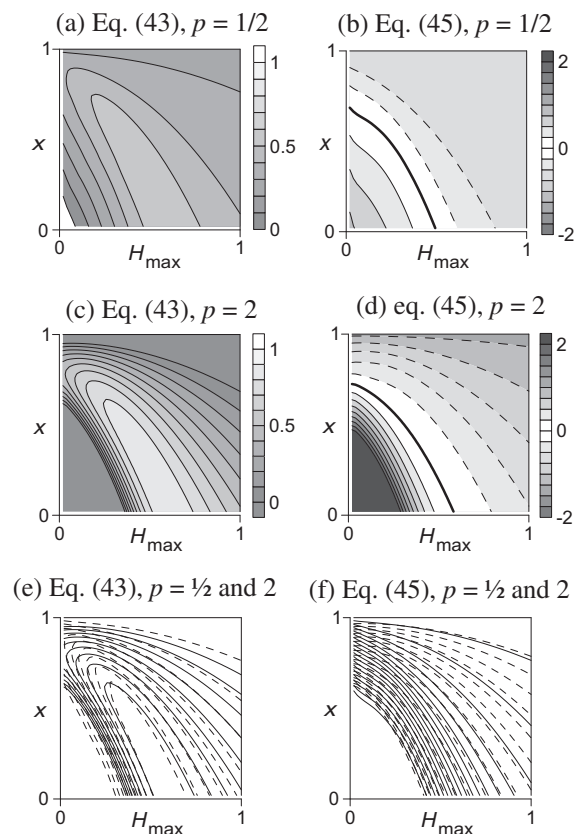 (a) Eq. (43), p = 1/2
(b) Eq. (45), p = 1/2
1
x
0
0
H_max
1
1
0.5
0
1
x
0
0
H_max
1
2
0
-2
(c) Eq. (43), p = 2
(d) eq. (45), p = 2
1
x
0
0
H_max
1
1
0.5
0
1
x
0
0
H_max
1
2
0
-2
(e) Eq. (43), p = ½ and 2
(f) Eq. (45), p = ½ and 2
1
x
0
0
H_max
1
1
x
0
0
H_max
1